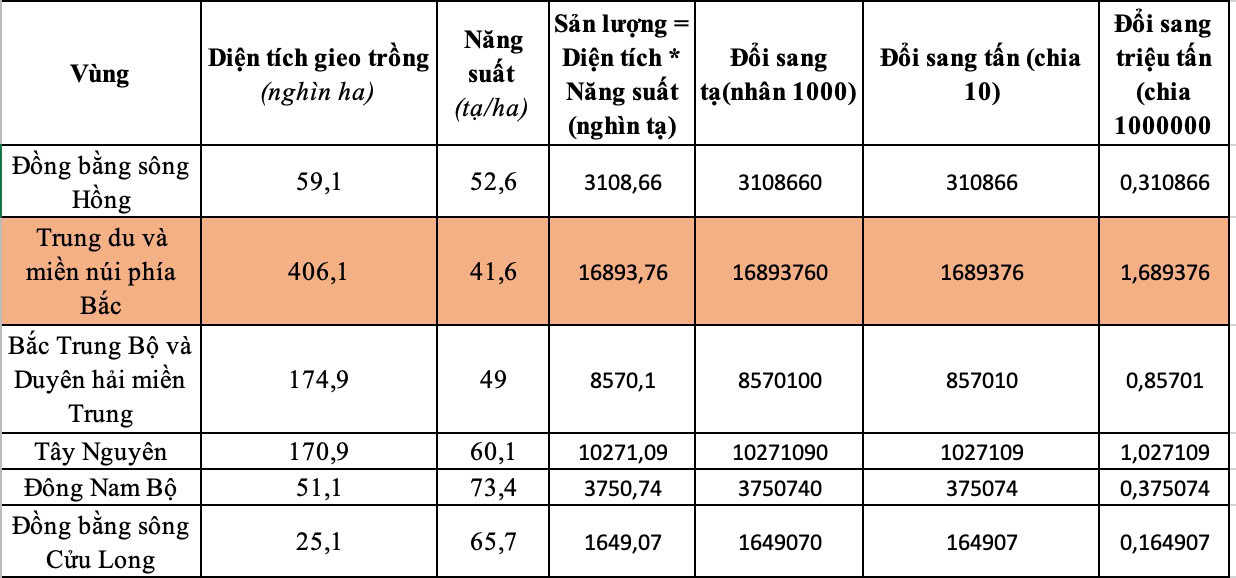 Vùng
Diện tích gieo trồng
(nghìn ha)
Năng
suất
(tạ/ha)
Sản lượng =
Diện tích *
Năng suất
(nghìn tạ)
Đổi sang
tạ(nhân 1000)
Đổi sang tấn (chia
10)
Đổi sang
triệu tấn
(chia
1000000
Đồng bằng sông
Hồng
59,1
52,6
3108,66
3108660
310866
0,310866
Trung du và
miền núi phía
Bắc
406,1
41,6
16893,76
16893760
1689376
1,689376
Bắc Trung Bộ và
Duyên hải miền
Trung
174,9
49
8570,1
8570100
857010
0,85701
Tây Nguyên
170,9
60,1
10271,09
10271090
1027109
1,027109
Đông Nam Bộ
51,1
73,4
3750,74
3750740
375074
0,375074
Đồng bằng sông
Cửu Long
25,1
65,7
1649,07
1649070
164907
0,164907